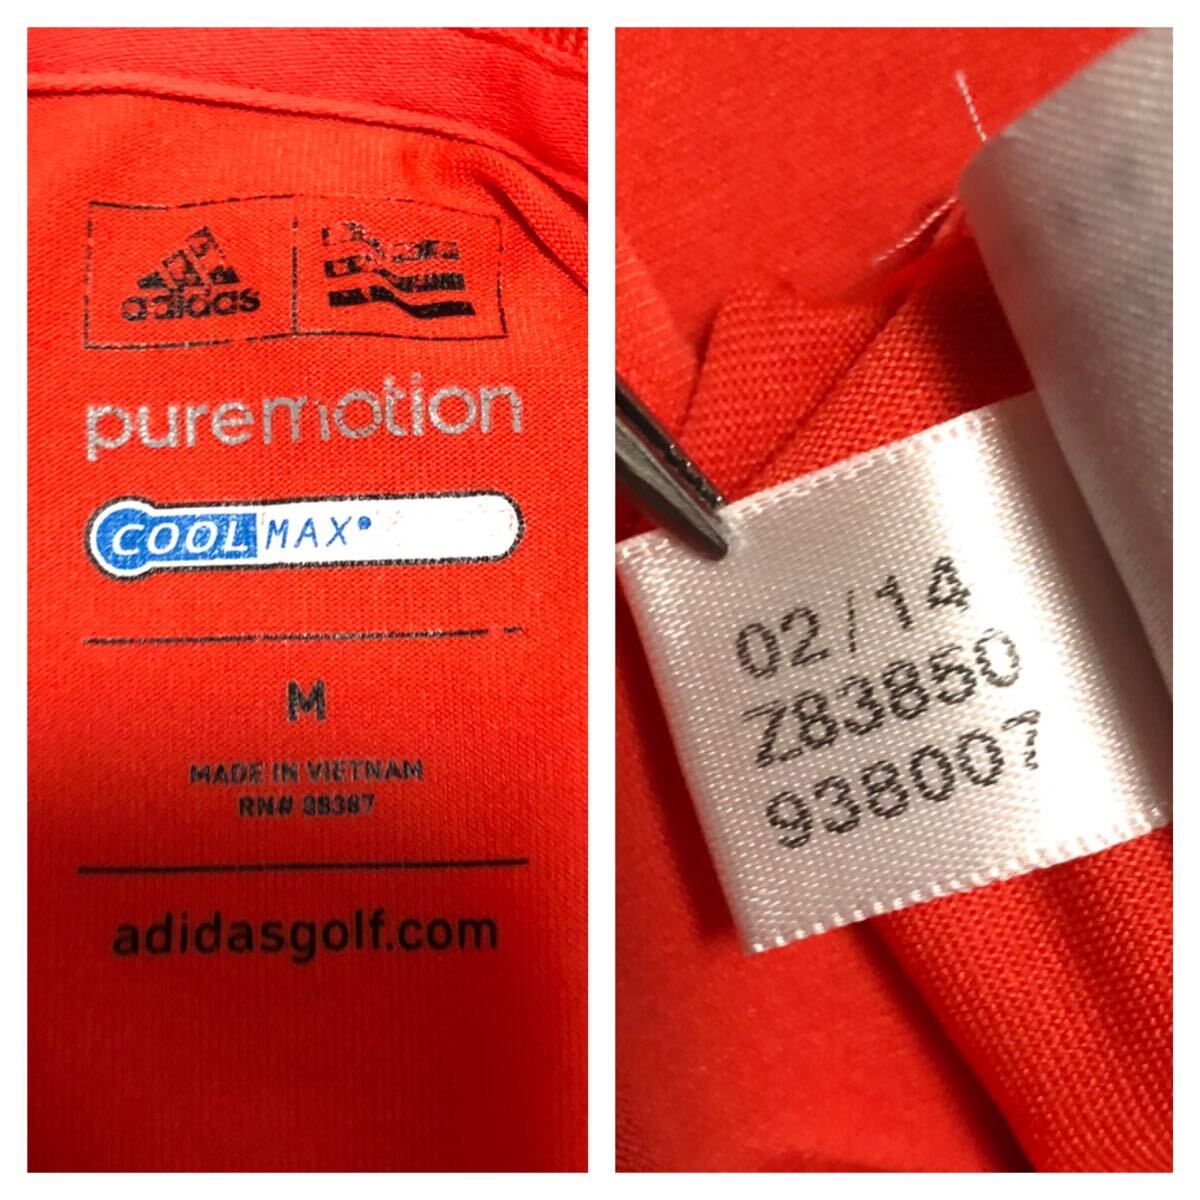 adidas
puremotion
COOLMAX®
M
MADE IN VIETNAM
RN# 88387
adidasgolf.com
02/14
Z83850
938007